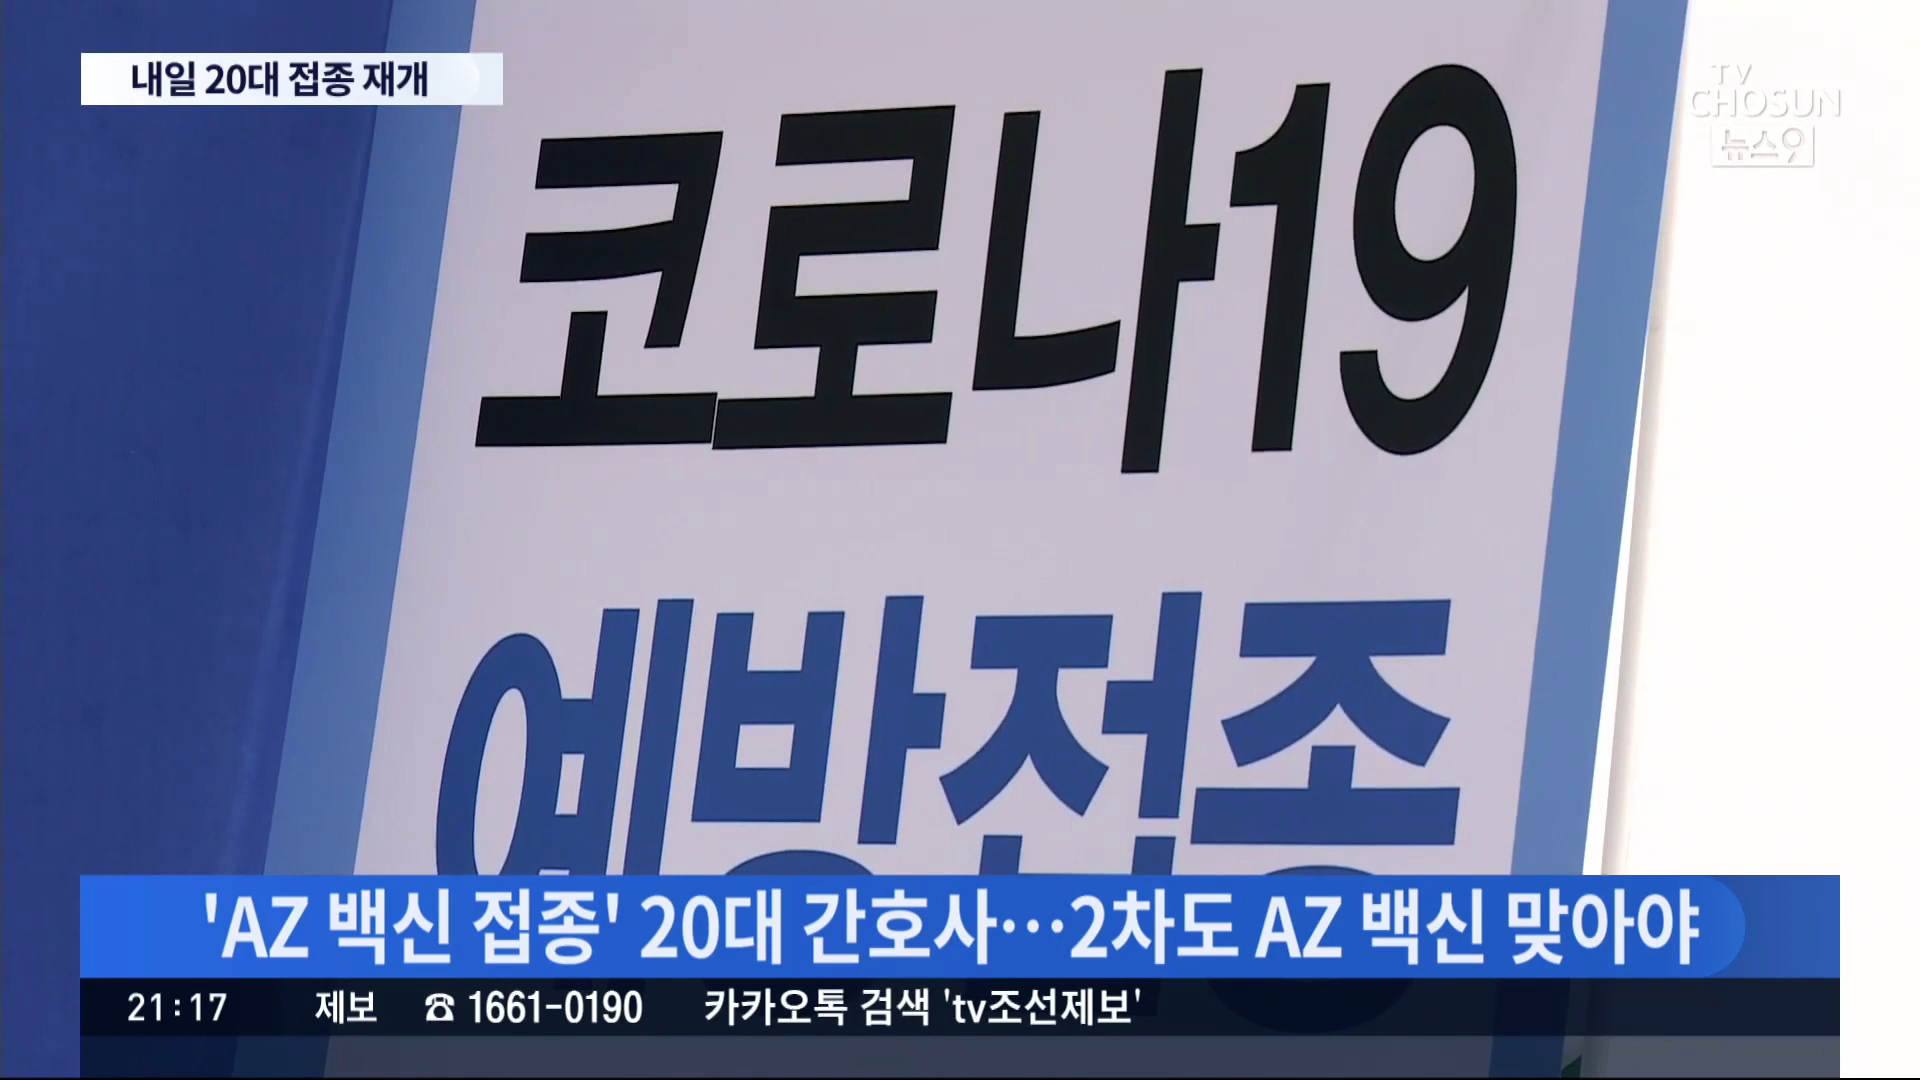 내일 20대 접종 재개
TV
CHOSUN
뉴스9
코로나19
예방접종
'AZ 백신 접종' 20대 간호사…2차도 AZ 백신 맞아야
21:17 제보 ☎ 1661-0190 카카오톡 검색 'tv조선제보'